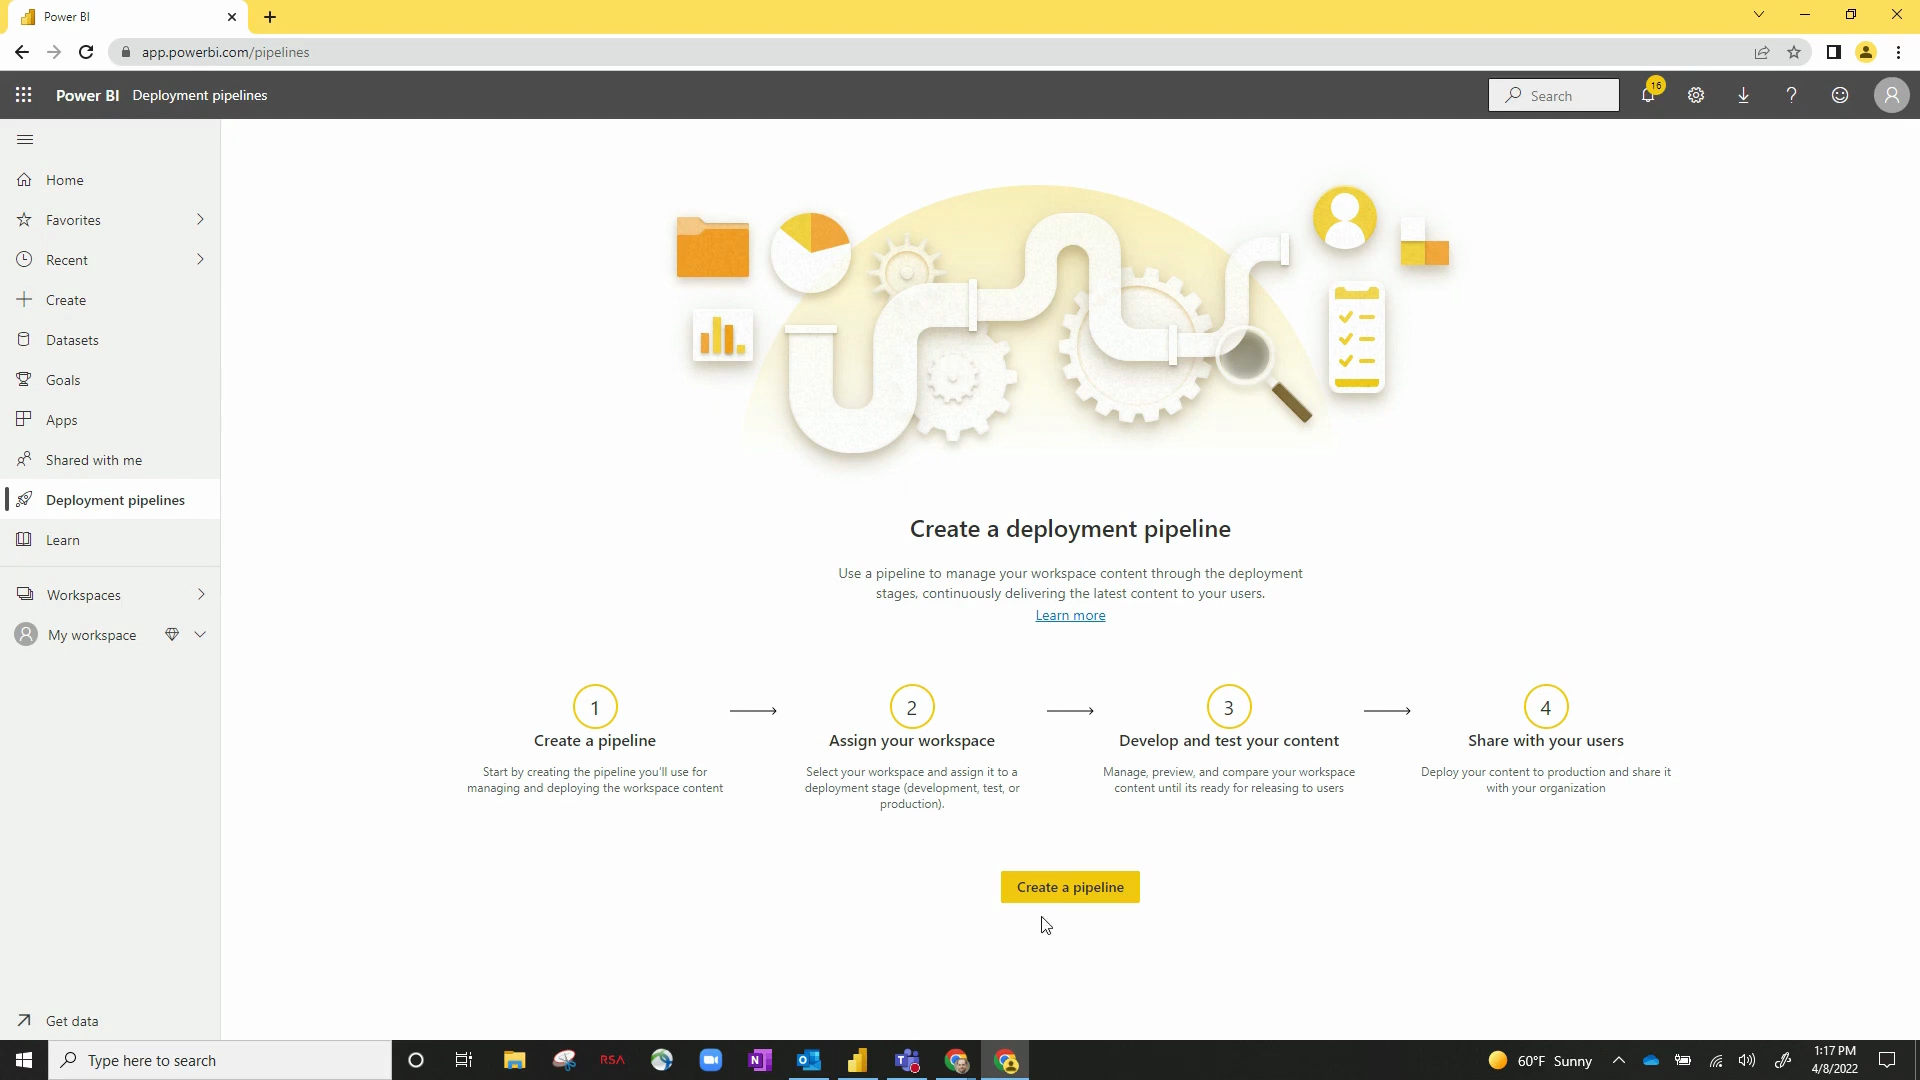 Power BI
app.powerbi.com/pipelines
Power BI Deployment pipelines
Search
16
Home
Favorites
Recent
Create
Datasets
Goals
Apps
Shared with me
Deployment pipelines
Learn
Workspaces
My workspace
Get data
Create a deployment pipeline
Use a pipeline to manage your workspace content through the deployment
stages, continuously delivering the latest content to your users.
Learn more
1
Create a pipeline
Start by creating the pipeline you'll use for
managing and deploying the workspace content
2
Assign your workspace
Select your workspace and assign it to a
deployment stage (development, test, or
production).
3
Develop and test your content
Manage, preview, and compare your workspace
content until its ready for releasing to users
4
Share with your users
Deploy your content to production and share it
with your organization
Create a pipeline
Type here to search
RSA
60°F Sunny
1:17 PM
4/8/2022